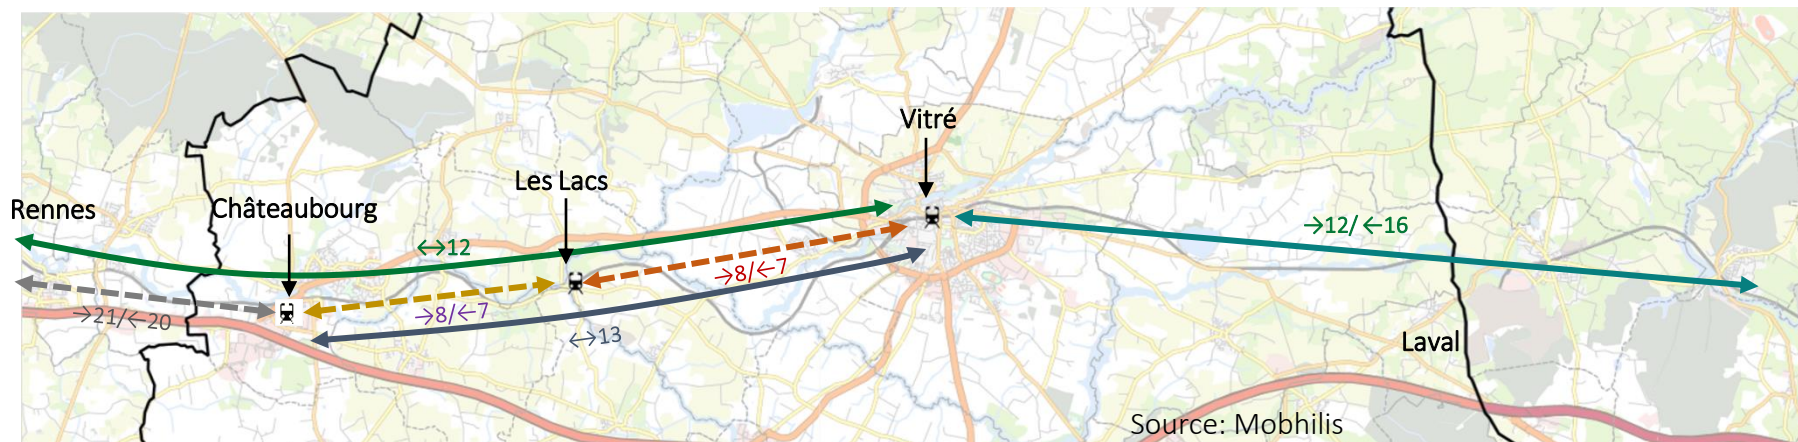 Vitré
Les Lacs
Rennes
Châteaubourg
↔12
→12/←16
→8/←7
→8/←7
→21/←20
↔13
Laval
Source: Mobhilis